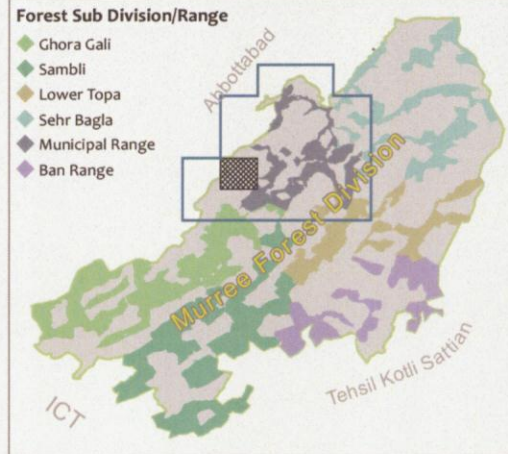 Forest Sub Division/Range
Ghora Gali
Sambli
Lower Topa
Sehr Bagla
Municipal Range
Ban Range
Abbottabad
Murree Forest Division
Tehsil Kotli Sattian
ICT